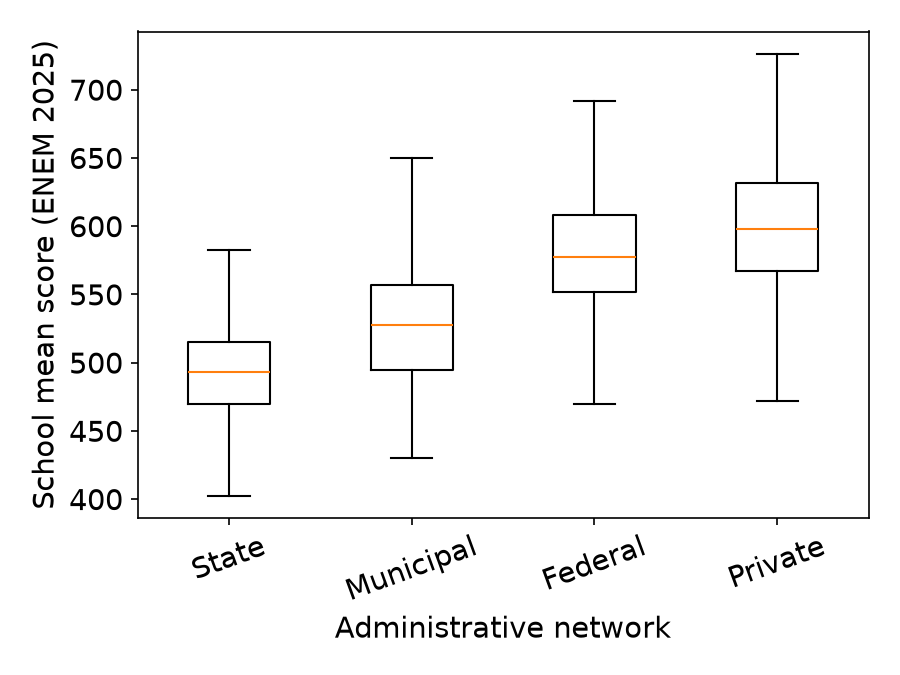 School mean score (ENEM 2025)
700
650
600
550
500
450
400
State
Municipal
Federal
Private
Administrative network